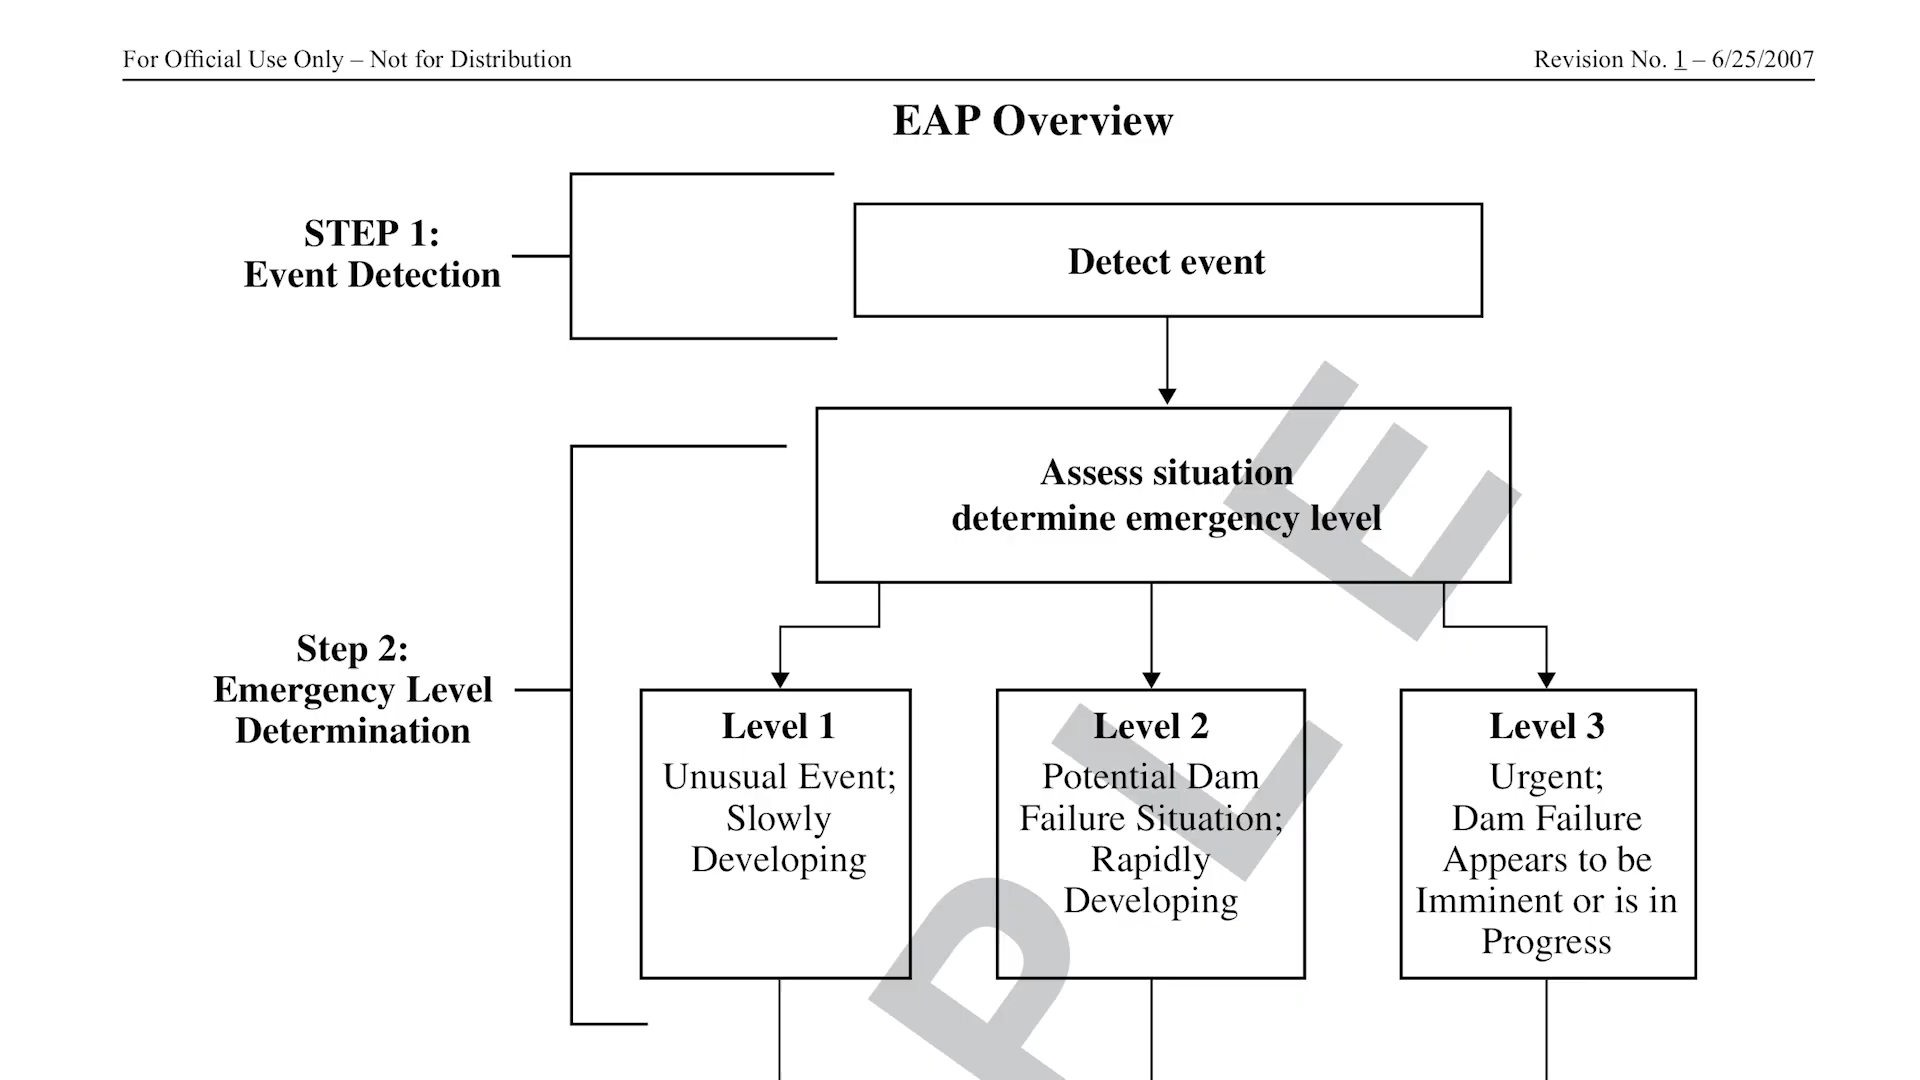 For Official Use Only – Not for Distribution
Revision No. 1 – 6/25/2007
EAP Overview
STEP 1:
Event Detection
Detect event
Assess situation
determine emergency level
Step 2:
Emergency Level
Determination
Level 1
Unusual Event;
Slowly
Developing
Level 2
Potential Dam
Failure Situation;
Rapidly
Developing
Level 3
Urgent;
Dam Failure
Appears to be
Imminent or is in
Progress
PLE